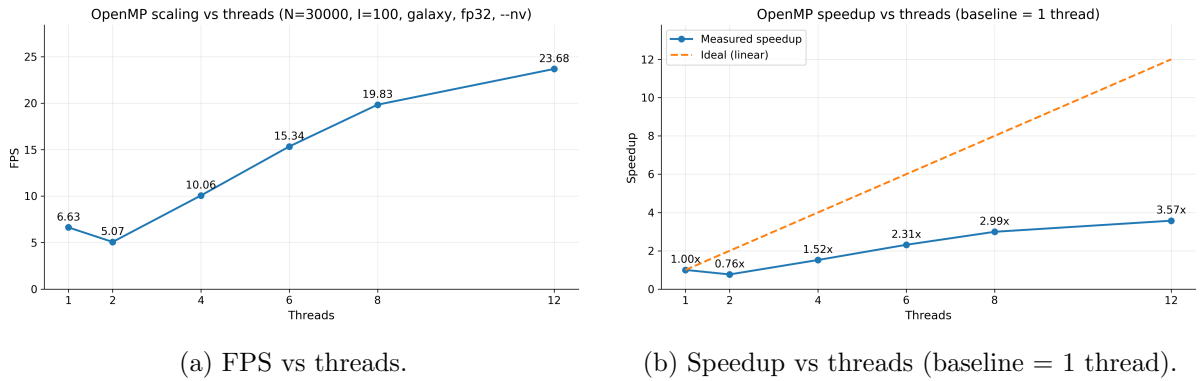 OpenMP scaling vs threads (N=30000, I=100, galaxy, fp32, --nv)
FPS
25
20
15
10
5
0
6.63
5.07
10.06
15.34
19.83
23.68
1
2
4
6
8
12
Threads
(a) FPS vs threads.
OpenMP speedup vs threads (baseline = 1 thread)
Measured speedup
Ideal (linear)
Speedup
12
10
8
6
4
2
0
1.00x
0.76x
1.52x
2.31x
2.99x
3.57x
1
2
4
6
8
12
Threads
(b) Speedup vs threads (baseline = 1 thread).